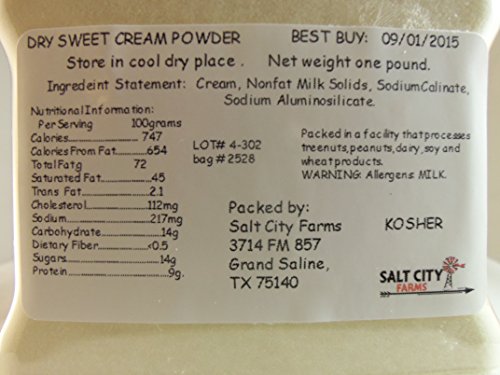 DRY SWEET CREAM POWDER BEST BUY: 09/01/2015
Store in cool dry place . Net weight one pound.
Ingredeint Statement: Cream, Nonfat Milk Solids, SodiumCalinate,
Sodium Aluminosilicate.
Nutritional Information:
Per Serving 100grams
Calories 747
Calories From Fat 654
Total Fat g 72
Saturated Fat 45
Trans Fat 2.1
Cholesterol 112mg
Sodium 217mg
Carbohydrate 14g
Dietary Fiber <0.5
Sugars 14g
Protein 9g.
LOT# 4-302
bag # 2528
Packed in a facility that processes
treenuts, peanuts, dairy, soy and
wheat products.
WARNING: Allergens MILK.
Packed by:
Salt City Farms
3714 FM 857
Grand Saline,
TX 75140
KOSHER
SALT CITY
FARMS